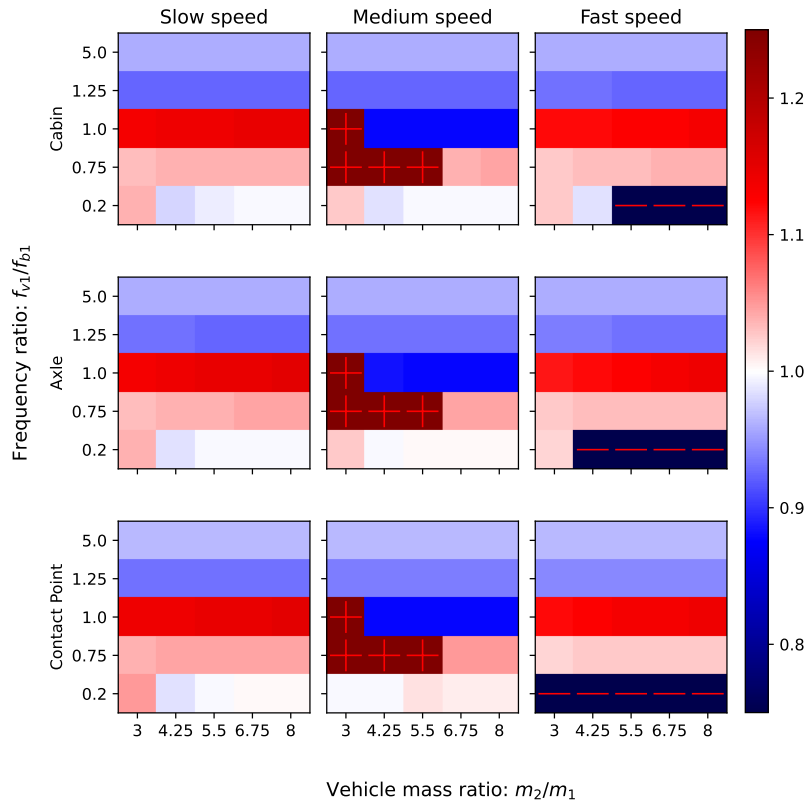 Slow speed Medium speed Fast speed
Cabin
5.0
1.25
1.0
0.75
0.2
Axle
5.0
1.25
1.0
0.75
0.2
Contact Point
5.0
1.25
1.0
0.75
0.2
3 4.25 5.5 6.75 8 3 4.25 5.5 6.75 8 3 4.25 5.5 6.75 8
Frequency ratio: f_{v1}/f_{b1}
Vehicle mass ratio: m_2/m_1
1.2
1.1
1.0
0.9
0.8